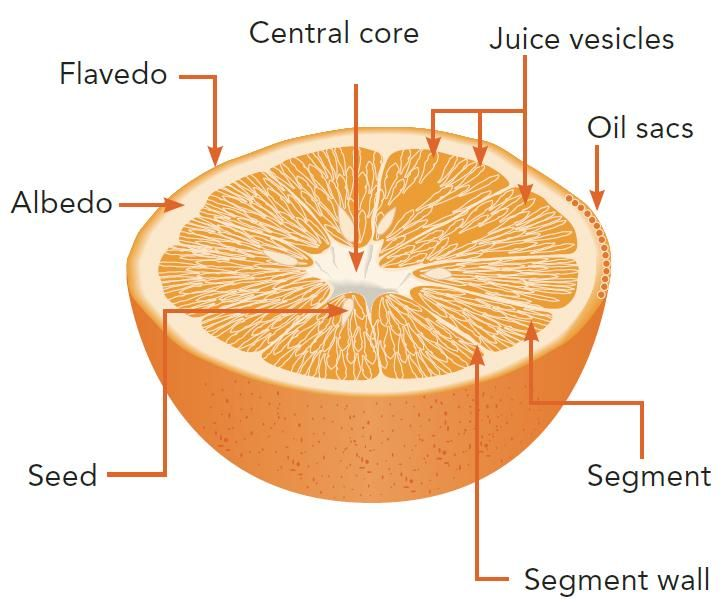 Central core
Juice vesicles
Flavedo
Oil sacs
Albedo
Seed
Segment
Segment wall